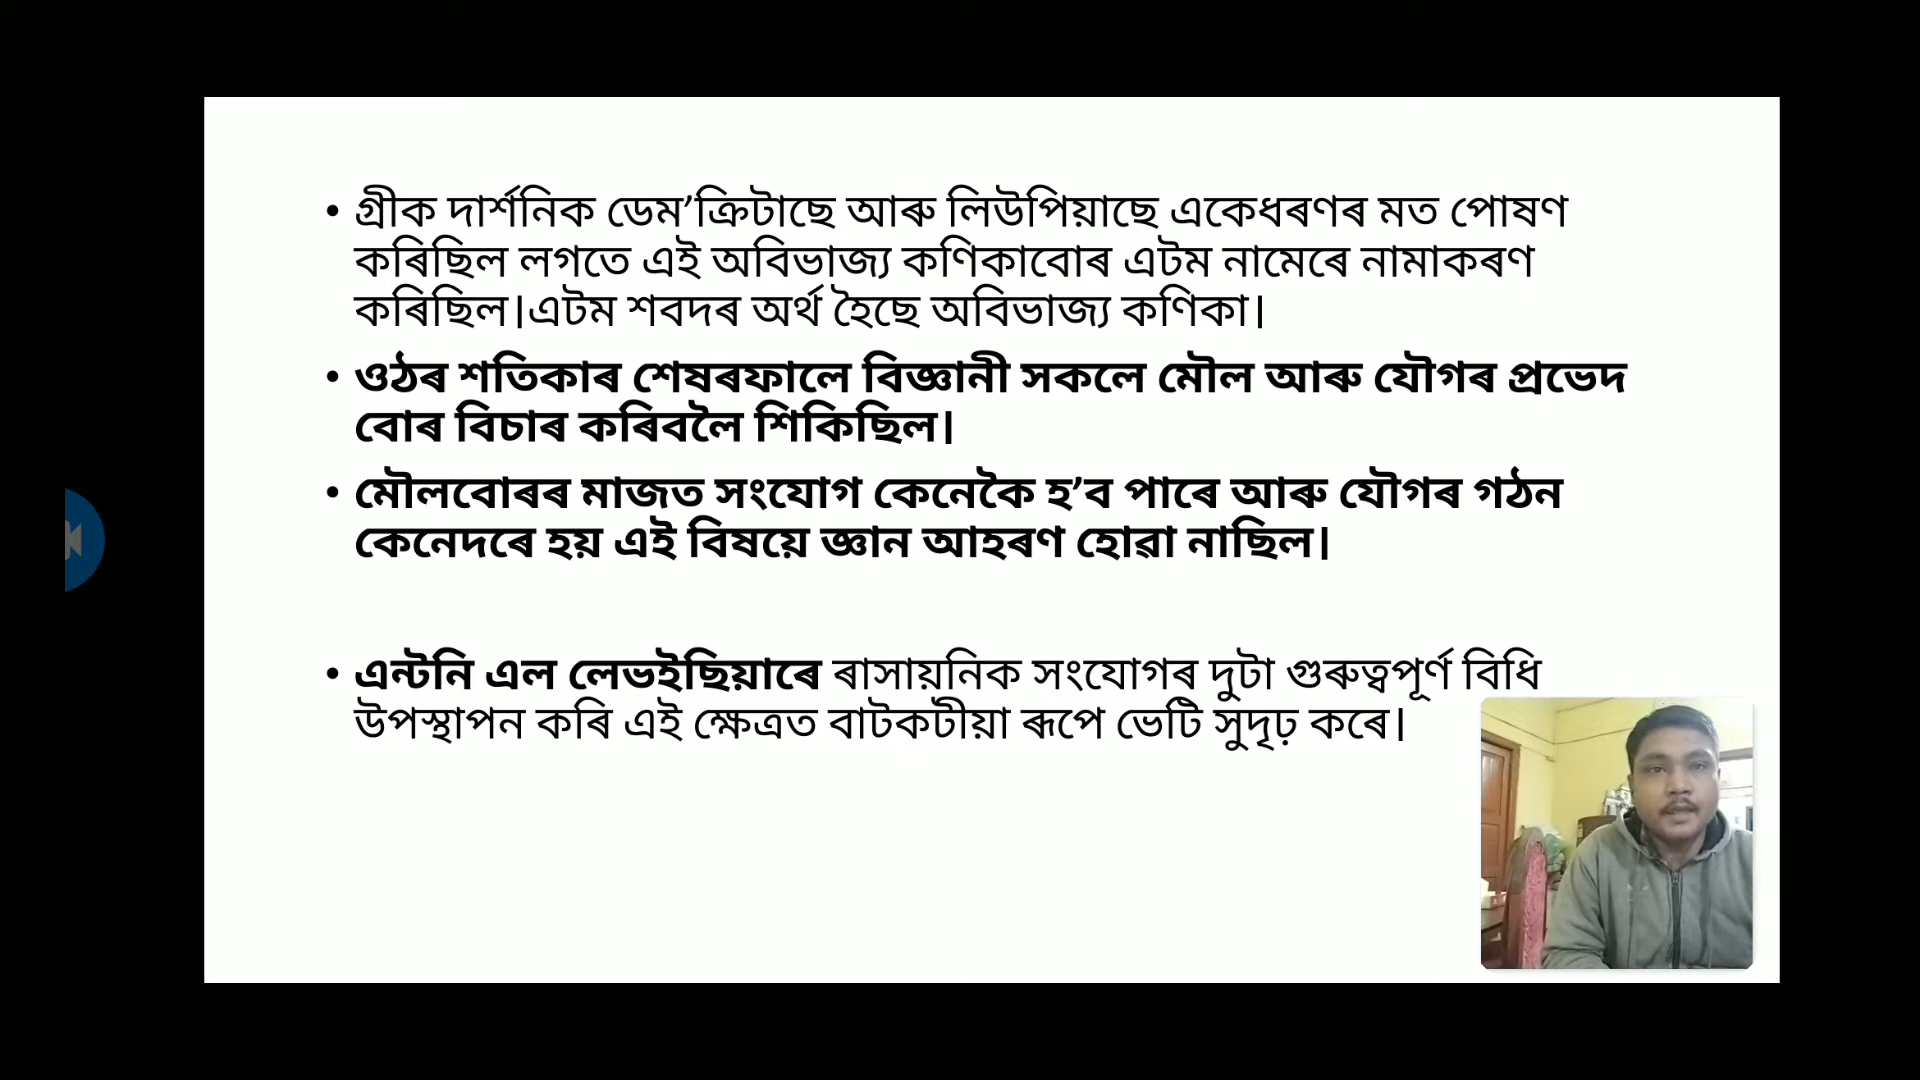 • গ্ৰীক দাৰ্শনিক ডেম’ক্ৰিটাছে আৰু লিউপিয়াছে একেধৰণৰ মত পোষণ
কৰিছিল লগতে এই অবিভাজ্য কণিকাবোৰ এটম নামেৰে নামাকৰণ
কৰিছিল।এটম শবদৰ অৰ্থ হৈছে অবিভাজ্য কণিকা।
• ওঠৰ শতিকাৰ শেষৰফালে বিজ্ঞানী সকলে মৌল আৰু যৌগৰ প্ৰভেদ
বোৰ বিচাৰ কৰিবলৈ শিকিছিল।
• মৌলবোৰৰ মাজত সংযোগ কেনেকৈ হ’ব পাৰে আৰু যৌগৰ গঠন
কেনেদৰে হয় এই বিষয়ে জ্ঞান আহৰণ হোৱা নাছিল।
• এন্টনি এল লেভইছিয়াৰে ৰাসায়নিক সংযোগৰ দুটা গুৰুত্বপূৰ্ণ বিধি
উপস্থাপন কৰি এই ক্ষেত্ৰত বাটকটীয়া ৰূপে ভেটি সুদৃঢ় কৰে।